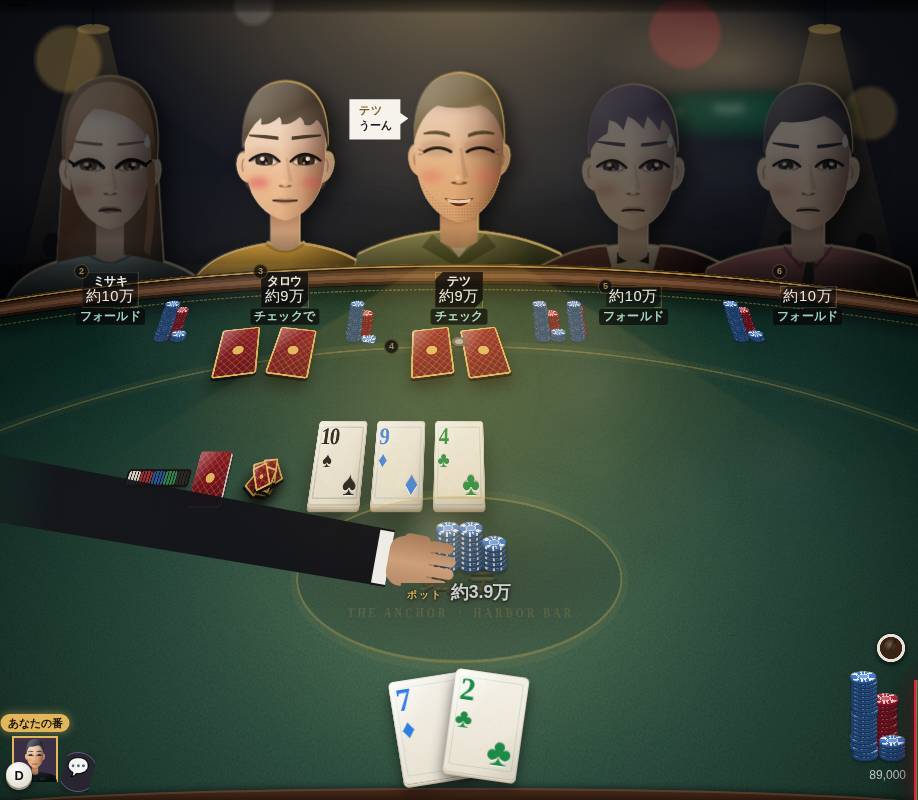 テツ
うーん
2
ミサキ
約10万
フォールド
3
タロウ
約9万
チェックで
テツ
約9万
チェック
4
5
約10万
フォールド
6
約10万
フォールド
10
9
4
ポット 約3.9万
THE ANCHOR · HARBOR BAR
7
2
あなたの番
D
89,000